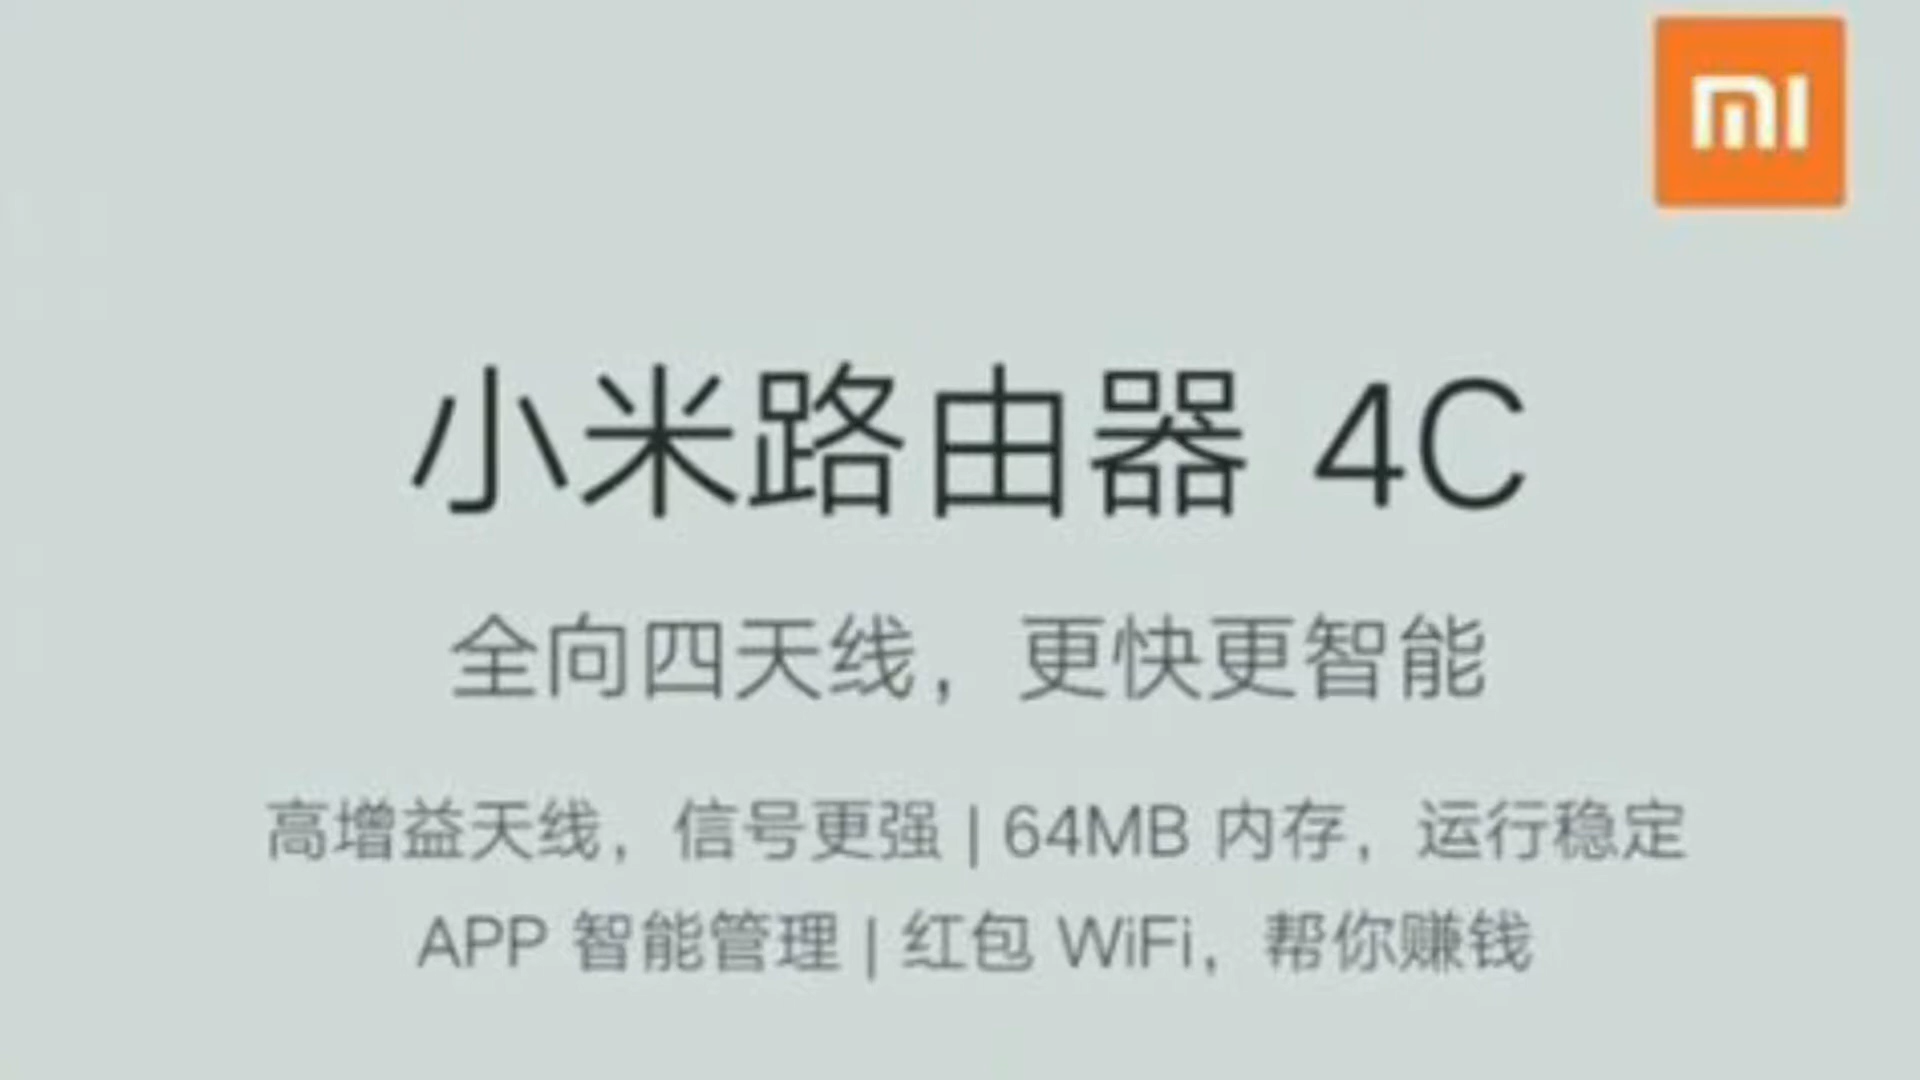 mi
小米路由器 4C
全向四天线，更快更智能
高增益天线，信号更强 | 64MB 内存，运行稳定
APP 智能管理 | 红包 WiFi，帮你赚钱